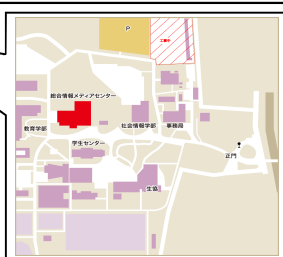 P
工事中
総合情報メディアセンター
教育学部
社会情報学部
事務局
学生センター
正門
生協